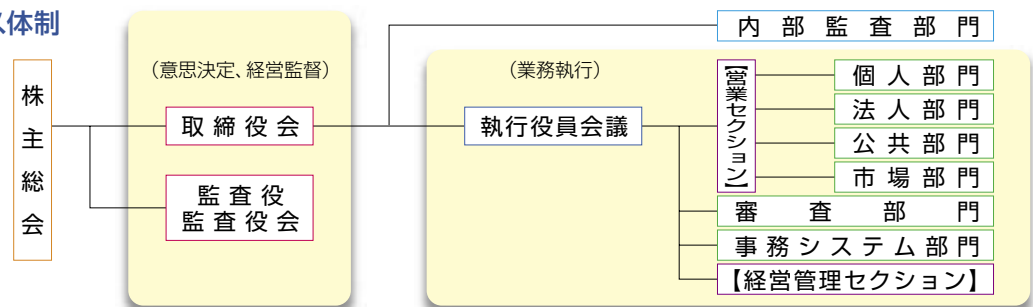 体制
株主総会
（意思決定、経営監督）
取締役会
監査役
監査役会
内部監査部門
（業務執行）
執行役員会議
【営業セクション】
個人部門
法人部門
公共部門
市場部門
審査部門
事務システム部門
【経営管理セクション】